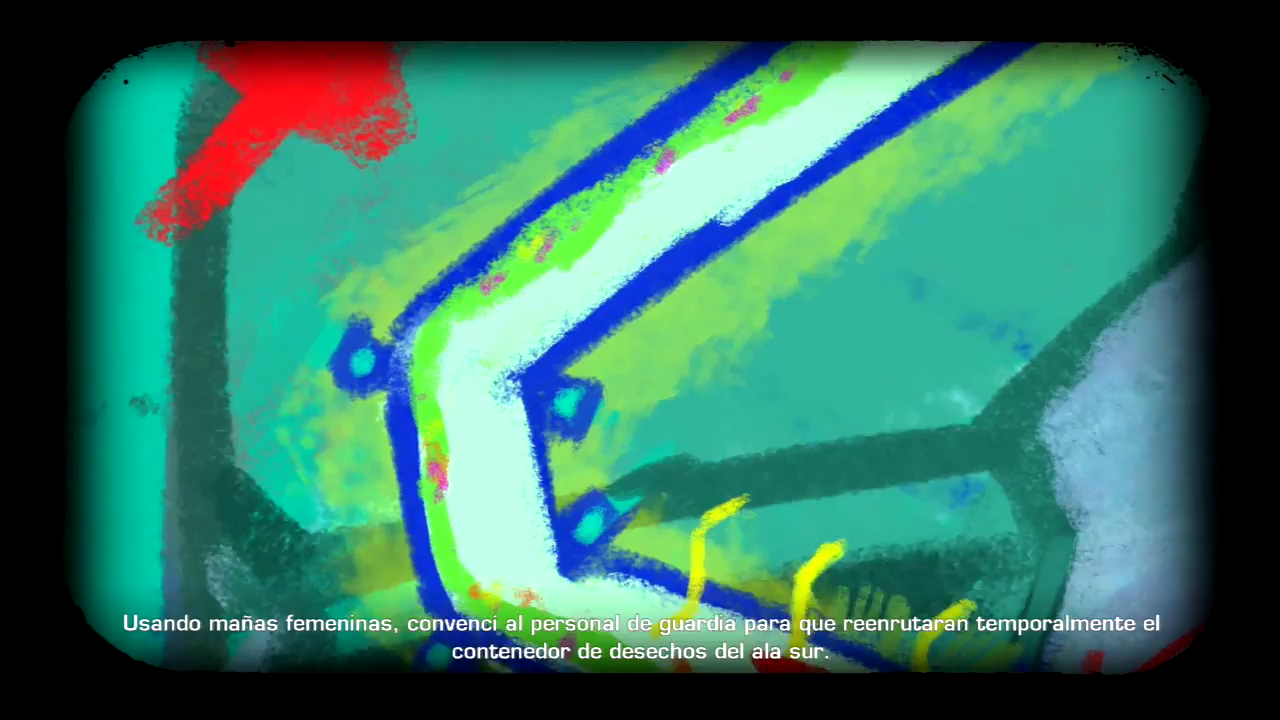 Usando mañas femeninas, convencí al personal de guardia para que reenrutaran temporalmente el
contenedor de desechos del ala sur.